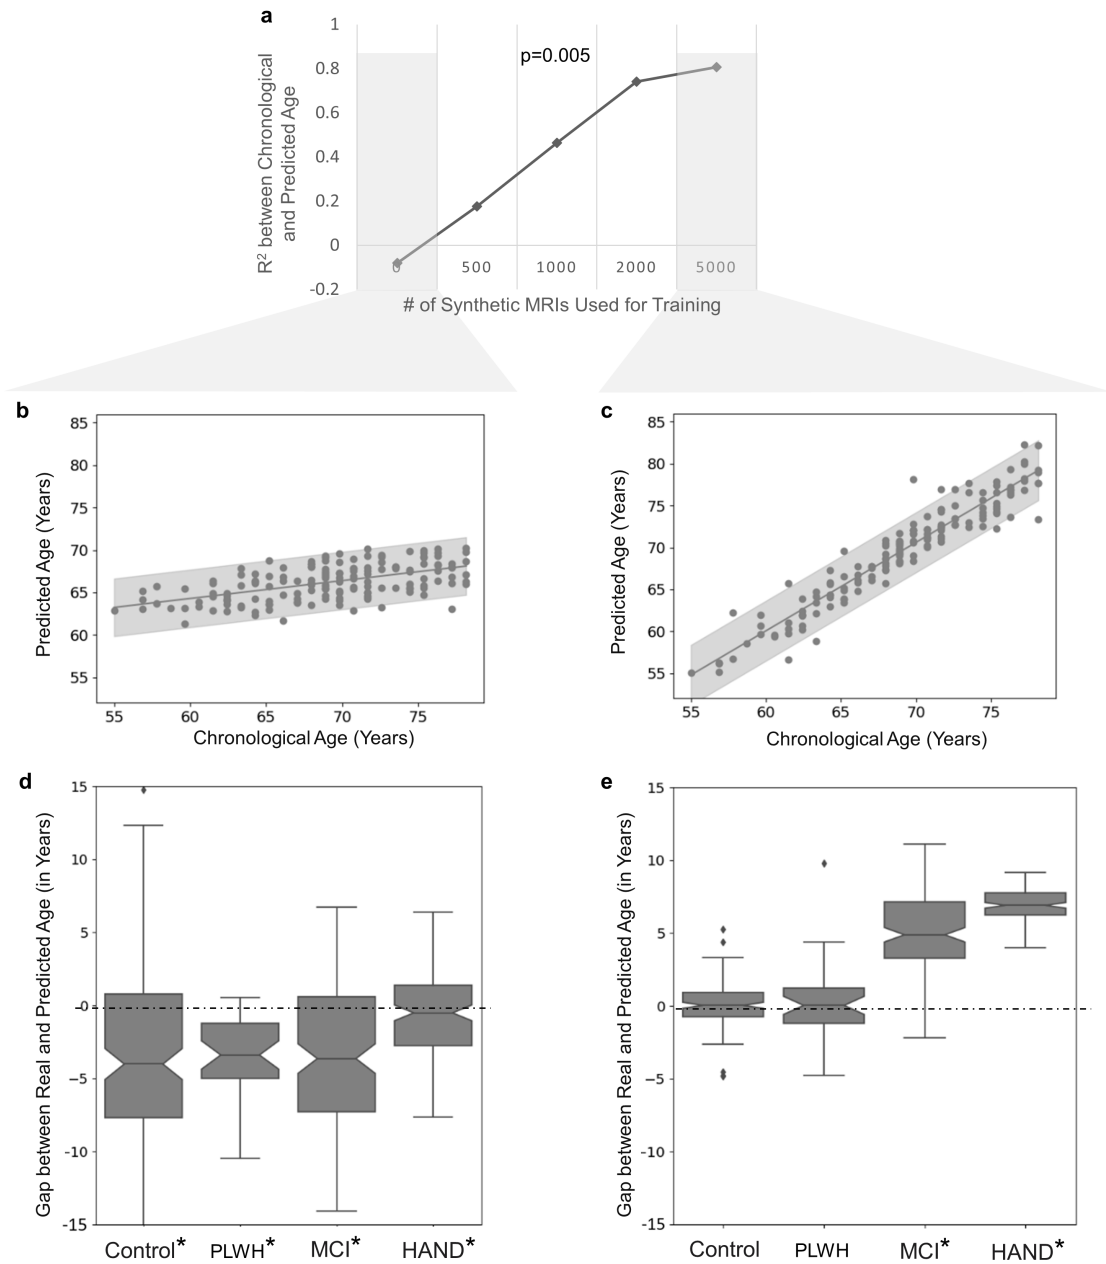 a
1
0.8
0.6
0.4
0.2
0
-0.2
p=0.005
R² between Chronological
and Predicted Age
0 500 1000 2000 5000
# of Synthetic MRIs Used for Training
b
85
80
75
70
65
60
55
Predicted Age (Years)
55 60 65 70 75
Chronological Age (Years)
c
85
80
75
70
65
60
55
Predicted Age (Years)
55 60 65 70 75
Chronological Age (Years)
d
15
10
5
0
-5
-10
-15
Gap between Real and Predicted Age (in Years)
Control* PLWH* MCI* HAND*
e
15
10
5
0
-5
-10
-15
Gap between Real and Predicted Age (in Years)
Control PLWH MCI* HAND*